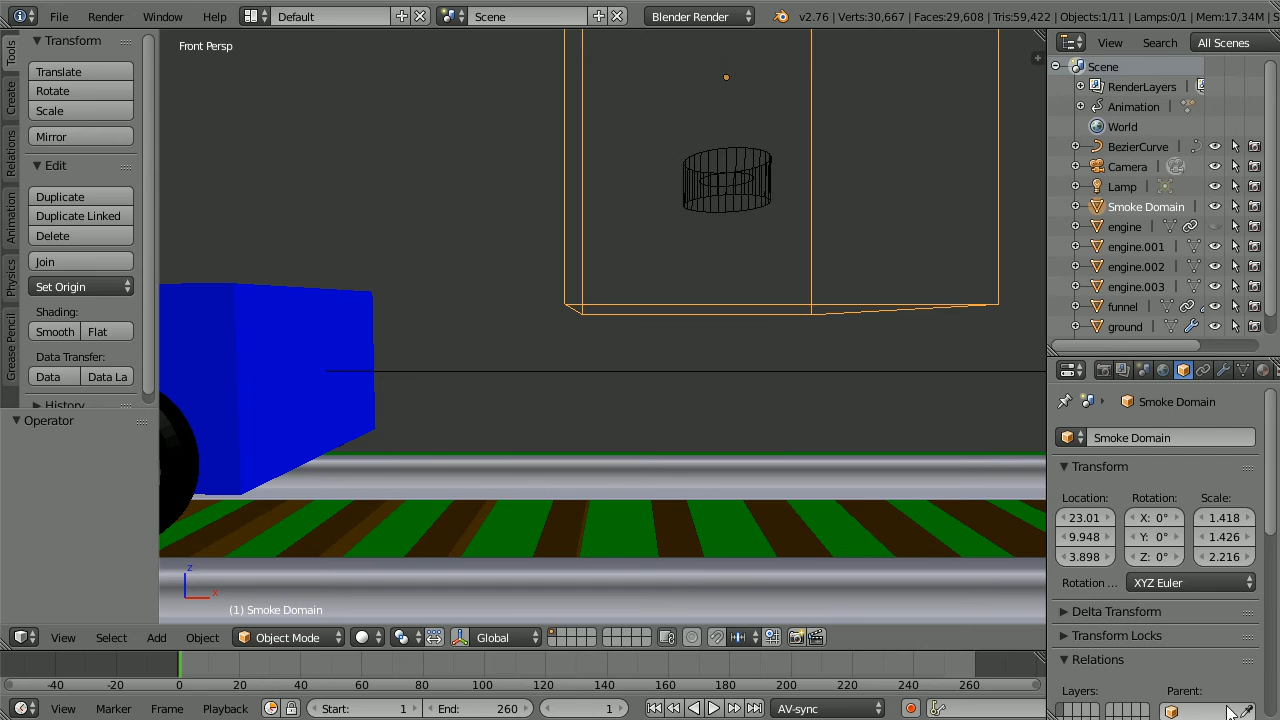 File Render Window Help Default Scene Blender Render v2.76 | Verts:30,667 | Faces:29,608 | Tris:59,422 | Objects:1/11 | Lamps:0/1 | Mem:17.34M
Tools
Create
Relations
Animation
Physics
Grease Pencil
Transform
Translate
Rotate
Scale
Mirror
Edit
Duplicate
Duplicate Linked
Delete
Join
Set Origin
Shading:
Smooth Flat
Data Transfer:
Data Data La
History
Operator
Front Persp
z
x
(1) Smoke Domain
View Select Add Object Object Mode Global
View Search All Scenes
Scene
RenderLayers
Animation
World
BezierCurve
Camera
Lamp
Smoke Domain
engine
engine.001
engine.002
engine.003
funnel
ground
Smoke Domain
Smoke Domain
Transform
Location: Rotation: Scale:
23.01 X: 0° 1.418
9.948 Y: 0° 1.426
3.898 Z: 0° 2.216
Rotation ... XYZ Euler
Delta Transform
Transform Locks
Relations
Layers: Parent:
-40 -20 0 20 40 60 80 100 120 140 160 180 200 220 240 260
View Marker Frame Playback Start: 1 End: 260 1 AV-sync